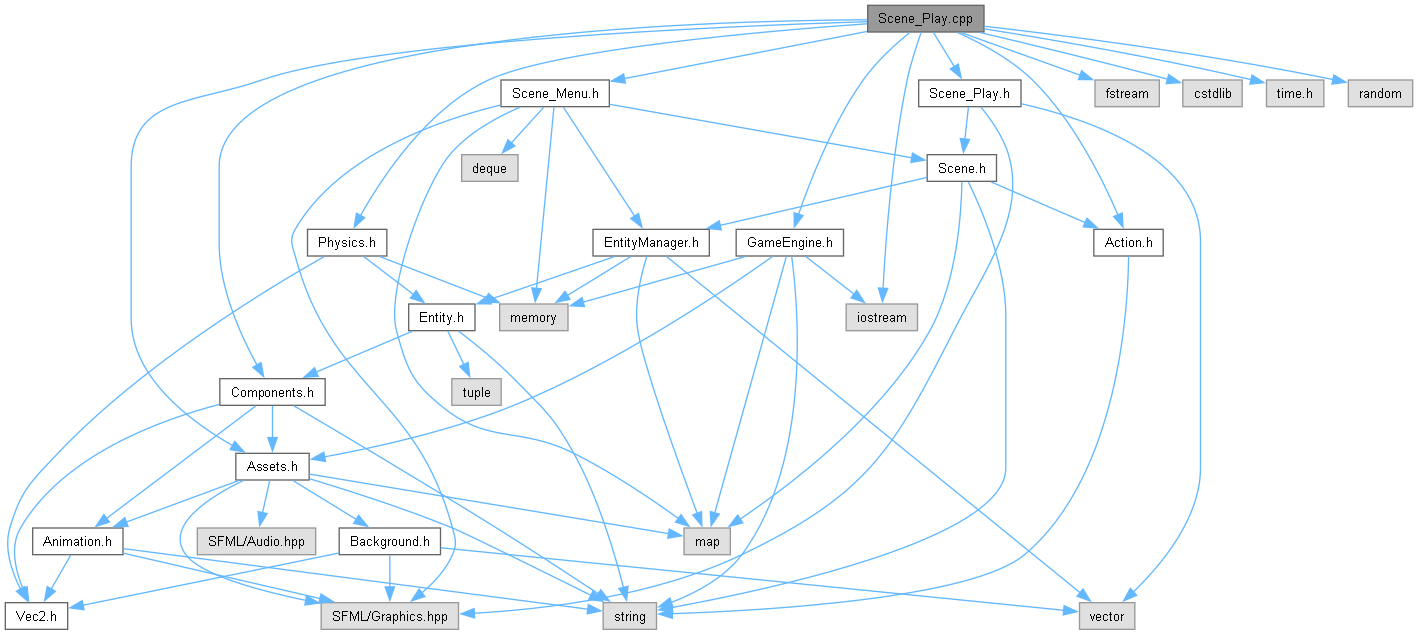 Scene_Play.cpp
Scene_Menu.h
Scene_Play.h
fstream
cstdlib
time.h
random
deque
Scene.h
Physics.h
EntityManager.h
GameEngine.h
Action.h
Entity.h
memory
iostream
Components.h
tuple
Assets.h
Animation.h
SFML/Audio.hpp
Background.h
map
Vec2.h
SFML/Graphics.hpp
string
vector